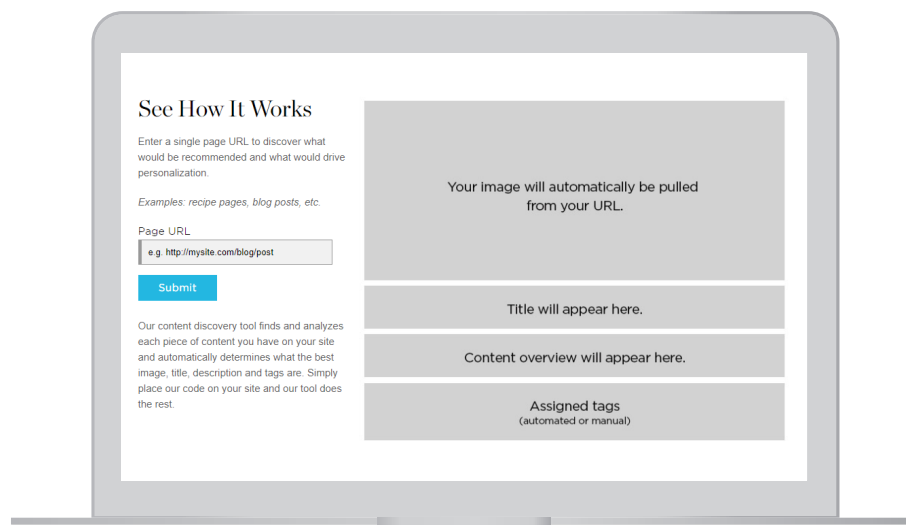 See How It Works
Enter a single page URL to discover what
would be recommended and what would drive
personalization.
Examples: recipe pages, blog posts, etc.
Page URL
e.g. http://mysite.com/blog/post
Submit
Our content discovery tool finds and analyzes
each piece of content you have on your site
and automatically determines what the best
image, title, description and tags are. Simply
place our code on your site and our tool does
the rest.
Your image will automatically be pulled
from your URL.
Title will appear here.
Content overview will appear here.
Assigned tags
(automated or manual)